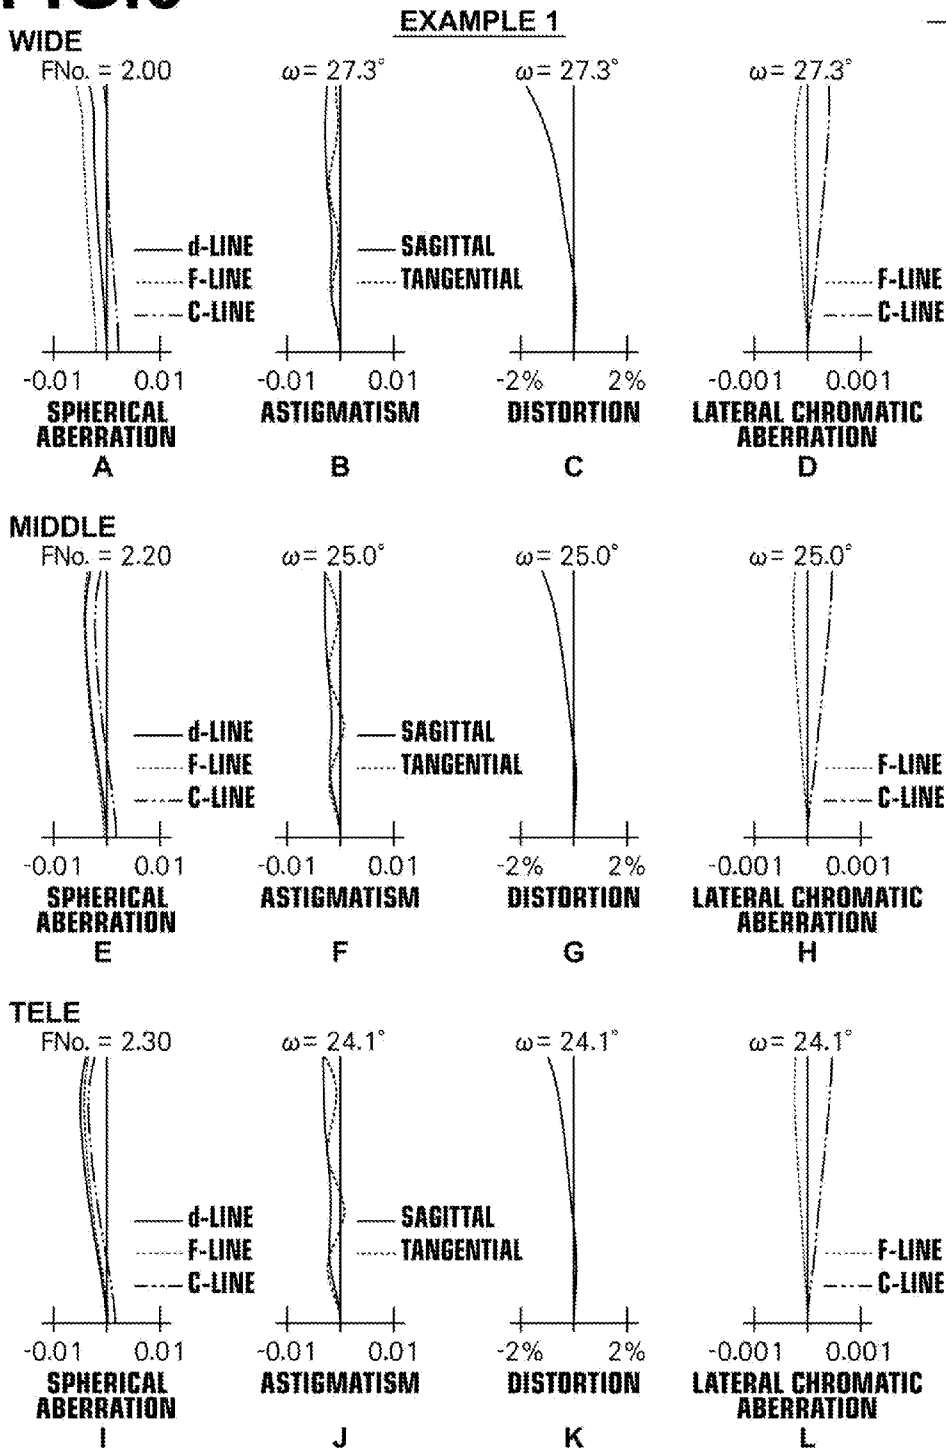 EXAMPLE 1
WIDE
FNo. = 2.00 ω= 27.3° ω= 27.3° ω= 27.3°
d-LINE SAGITTAL
F-LINE TANGENTIAL F-LINE
C-LINE C-LINE
-0.01 0.01 -0.01 0.01 -2% 2% -0.001 0.001
SPHERICAL ASTIGMATISM DISTORTION LATERAL CHROMATIC
ABERRATION ABERRATION
A B C D
MIDDLE
FNo. = 2.20 ω= 25.0° ω= 25.0° ω= 25.0°
d-LINE SAGITTAL
F-LINE TANGENTIAL F-LINE
C-LINE C-LINE
-0.01 0.01 -0.01 0.01 -2% 2% -0.001 0.001
SPHERICAL ASTIGMATISM DISTORTION LATERAL CHROMATIC
ABERRATION ABERRATION
E F G H
TELE
FNo. = 2.30 ω= 24.1° ω= 24.1° ω= 24.1°
d-LINE SAGITTAL
F-LINE TANGENTIAL F-LINE
C-LINE C-LINE
-0.01 0.01 -0.01 0.01 -2% 2% -0.001 0.001
SPHERICAL ASTIGMATISM DISTORTION LATERAL CHROMATIC
ABERRATION ABERRATION
I J K L